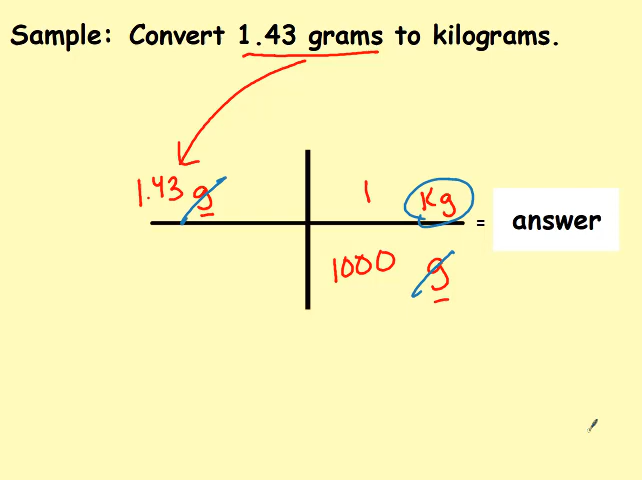 Sample: Convert 1.43 grams to kilograms.
1.43 g 1 Kg
= answer
1000 g